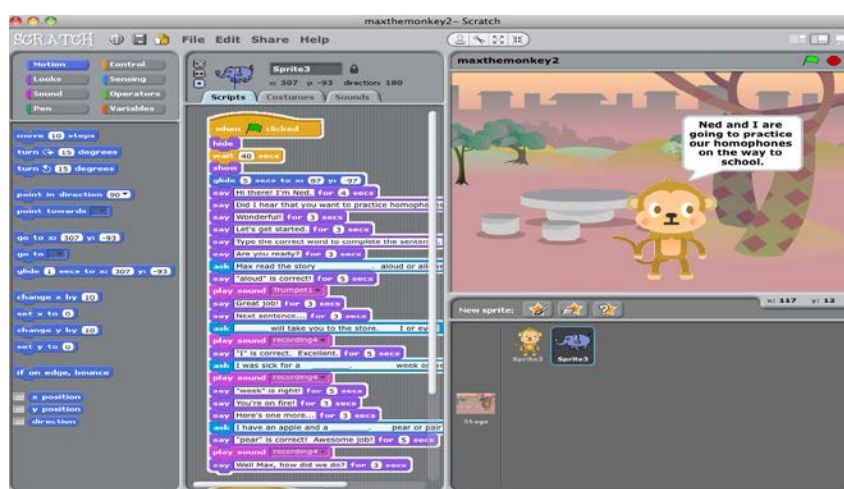 maxthemonkey2– Scratch
SCRATCH File Edit Share Help
Motion Control
Looks Sensing
Sound Operators
Pen Variables
move 10 steps
turn 15 degrees
turn 15 degrees
point in direction 90
point towards
go to x: 307 y: -93
go to
glide 1 secs to x: 307 y: -93
change x by 10
set x to 0
change y by 10
set y to 0
if on edge, bounce
x position
y position
direction
Sprite3
x: 307 y: -93 direction: 180
Scripts Costumes Sounds
when clicked
hide
wait 40 secs
show
glide 5 secs to x: 97 y: -97
say Hi there! I'm Ned. for 4 secs
say Did I hear that you want to practice homophones
say Wonderful! for 3 secs
say Let's get started. for 3 secs
say Type the correct word to complete the sentence.
say Are you ready? for 3 secs
ask Max read the story ________. aloud or
say "aloud" is correct! for 5 secs
play sound Trumpet1
say Great job! for 3 secs
say Next sentence... for 3 secs
ask ______ will take you to the store. I or eye
play sound recording4
say "I" is correct. Excellent. for 5 secs
ask I was sick for a ________. week or
play sound recording4
say "week" is right! for 5 secs
say You're on fire! for 3 secs
say Here's one more... for 3 secs
ask I have an apple and a ________. pear or pair
say "pear" is correct! Awesome job! for 5 secs
play sound recording4
say Well Max, how did we do? for 3 secs
maxthemonkey2
Ned and I are
going to practice
our homophones
on the way to
school.
x: 117 y: 12
New sprite:
Sprite2 Sprite3
Stage